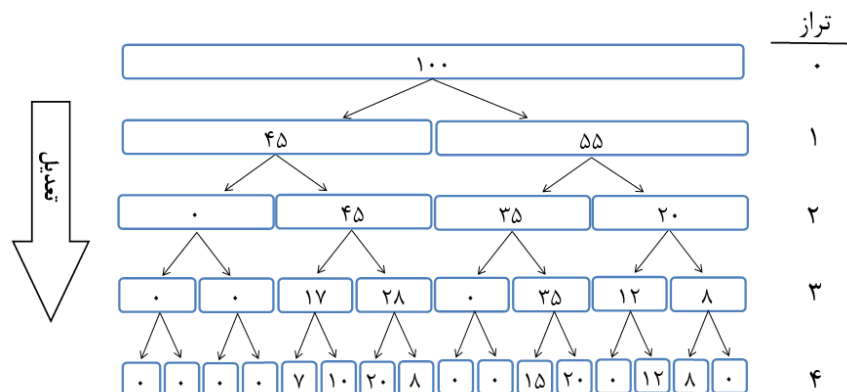 تراز
۱۰۰ ۰
۴۵ ۵۵ ۱
۰ ۴۵ ۳۵ ۲۰ ۲
۰ ۰ ۱۷ ۲۸ ۰ ۳۵ ۱۲ ۸ ۳
۰ ۰ ۰ ۰ ۷ ۱۰ ۲۰ ۸ ۰ ۰ ۱۵ ۲۰ ۰ ۱۲ ۸ ۰ ۴
تعدیل